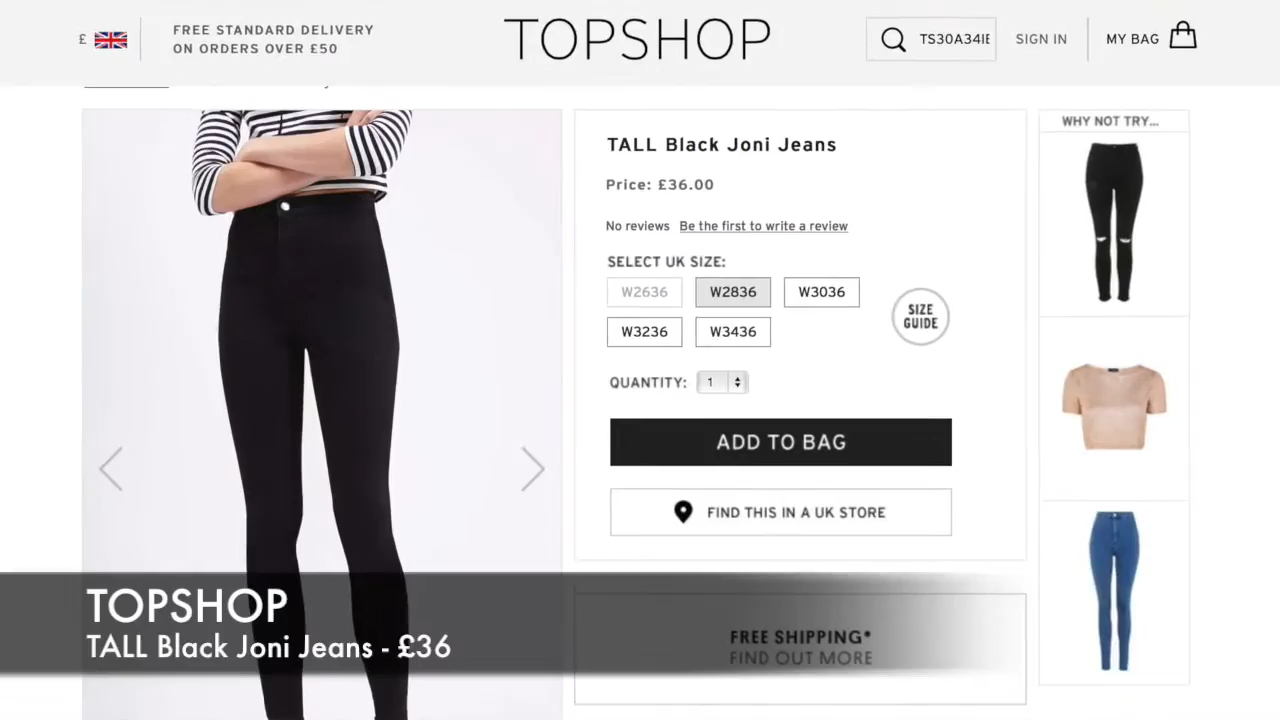 £
FREE STANDARD DELIVERY
ON ORDERS OVER £50
TOPSHOP
SIGN IN
MY BAG
TALL Black Joni Jeans
Price: £36.00
No reviews Be the first to write a review
SELECT UK SIZE:
W2636 W2836 W3036
W3236 W3436
SIZE
GUIDE
QUANTITY: 1
ADD TO BAG
FIND THIS IN A UK STORE
FREE SHIPPING*
FIND OUT MORE
WHY NOT TRY...
TOPSHOP
TALL Black Joni Jeans - £36